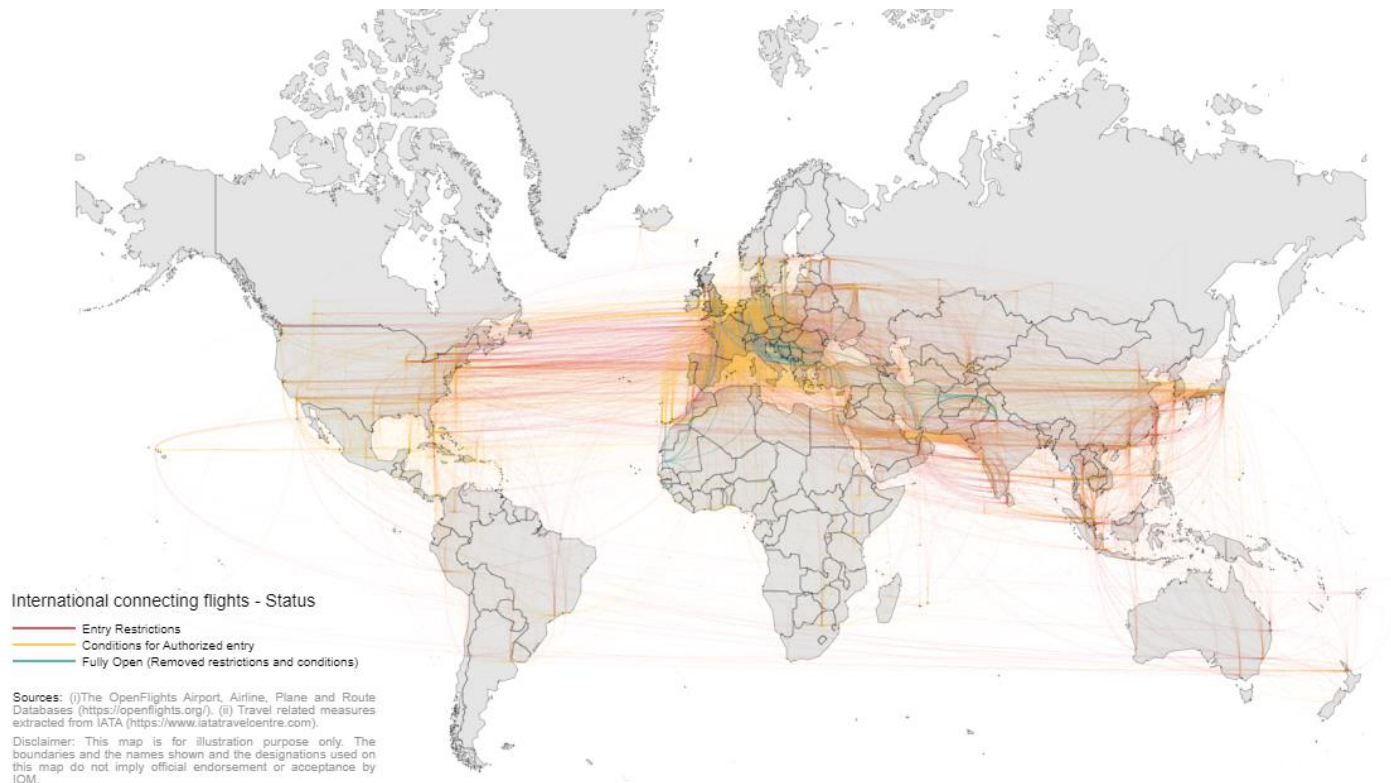 International connecting flights - Status
Entry Restrictions
Conditions for Authorized entry
Fully Open (Removed restrictions and conditions)
Sources: (i)The OpenFlights Airport, Airline, Plane and Route
Databases (https://openflights.org/). (ii) Travel related measures
extracted from IATA (https://www.iatatravelcentre.com).
Disclaimer: This map is for illustration purpose only. The
boundaries and the names shown and the designations used on
this map do not imply official endorsement or acceptance by
IOM.